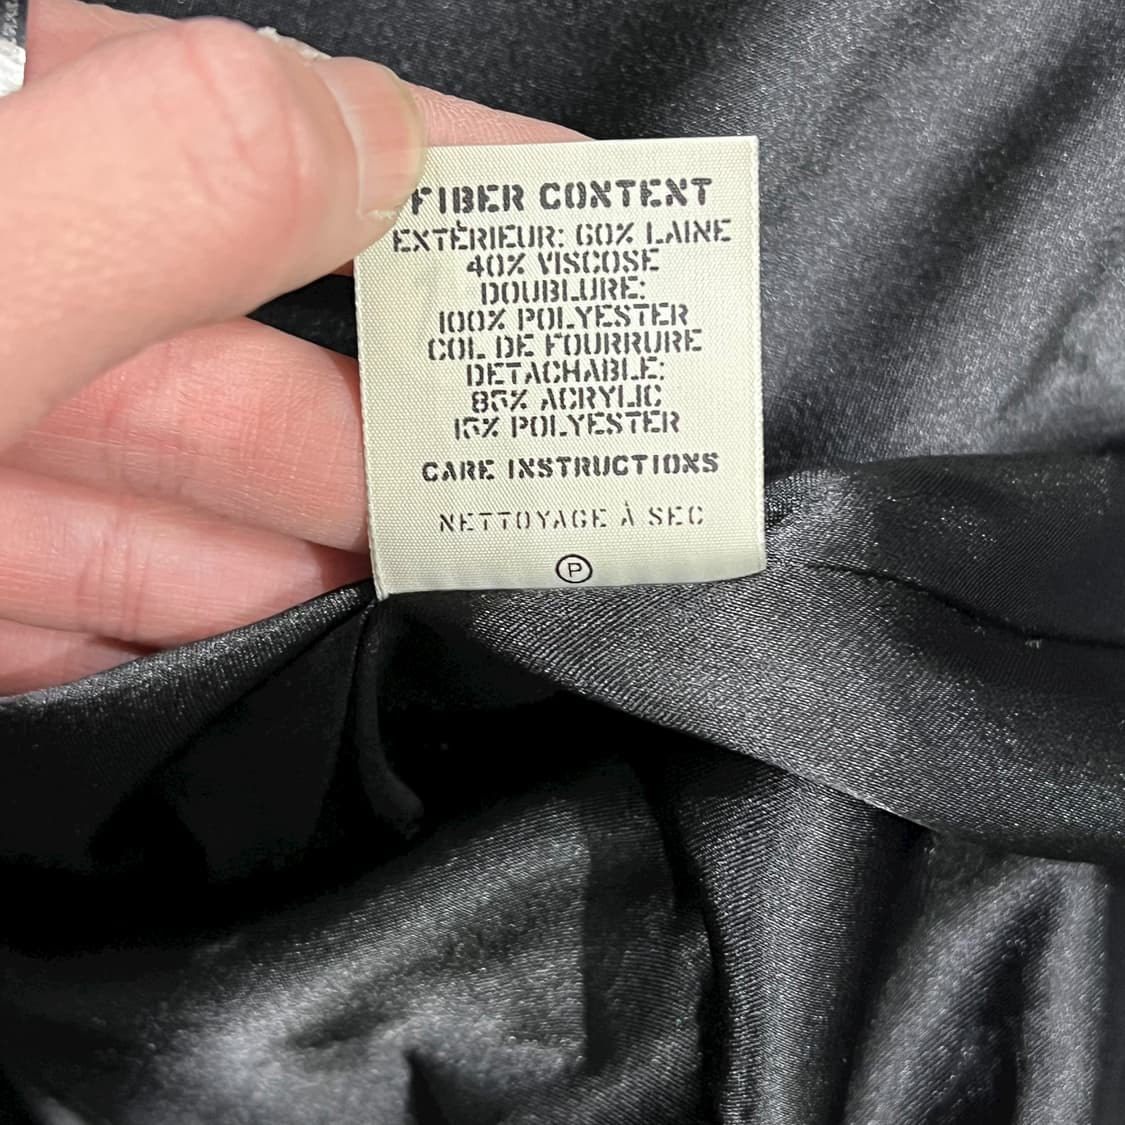 FIBER CONTENT
EXTÈRIEUR: 60% LAINE
40% VISCOSE
DOUBLURE:
100% POLYESTER
COL DE FOURRURE
DETACHABLE:
85% ACRYLIC
15% POLYESTER
CARE INSTRUCTIONS
NETTOYAGE À SEC
P